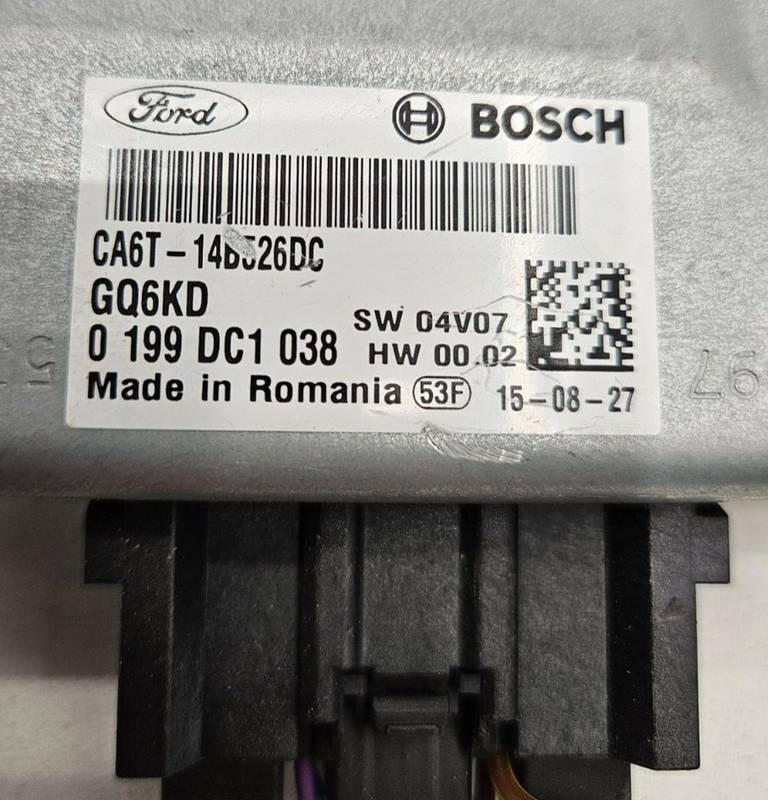 Ford BOSCH
CA6T-14B526DC
GQ6KD
SW 04V07
0 199 DC1 038
HW 00.02
Made in Romania 53F 15-08-27
97